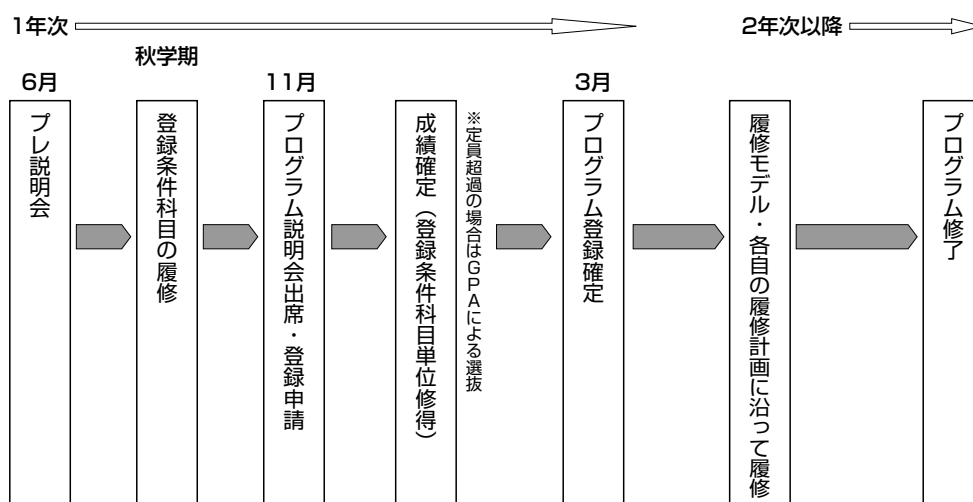 1年次
2年次以降
秋学期
6月
11月
3月
プレ説明会
登録条件科目の履修
プログラム説明会出席・登録申請
成績確定（登録条件科目単位修得）
※定員超過の場合はGPAによる選抜
プログラム登録確定
履修モデル・各自の履修計画に沿って履修
プログラム修了